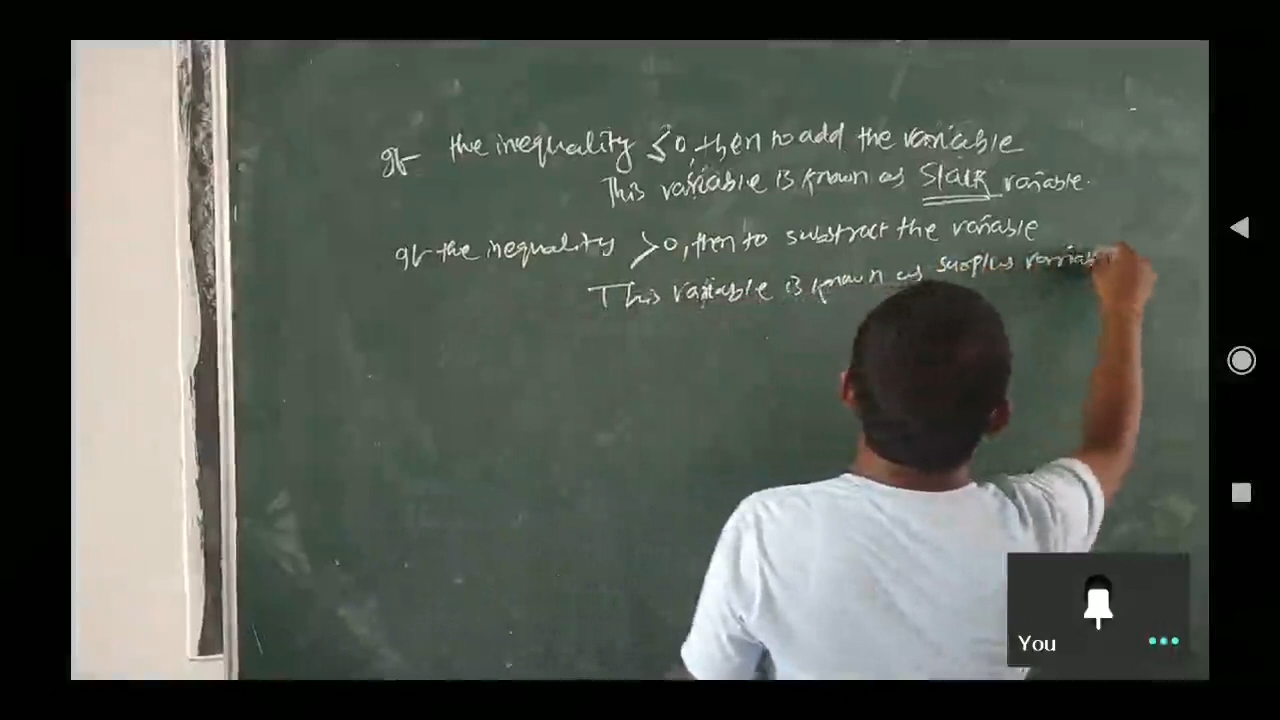 If the inequality ≤0, then to add the variable
This variable is known as Slack variable.
If the inequality >0, then to substract the variable
This variable is known as surplus variable
You